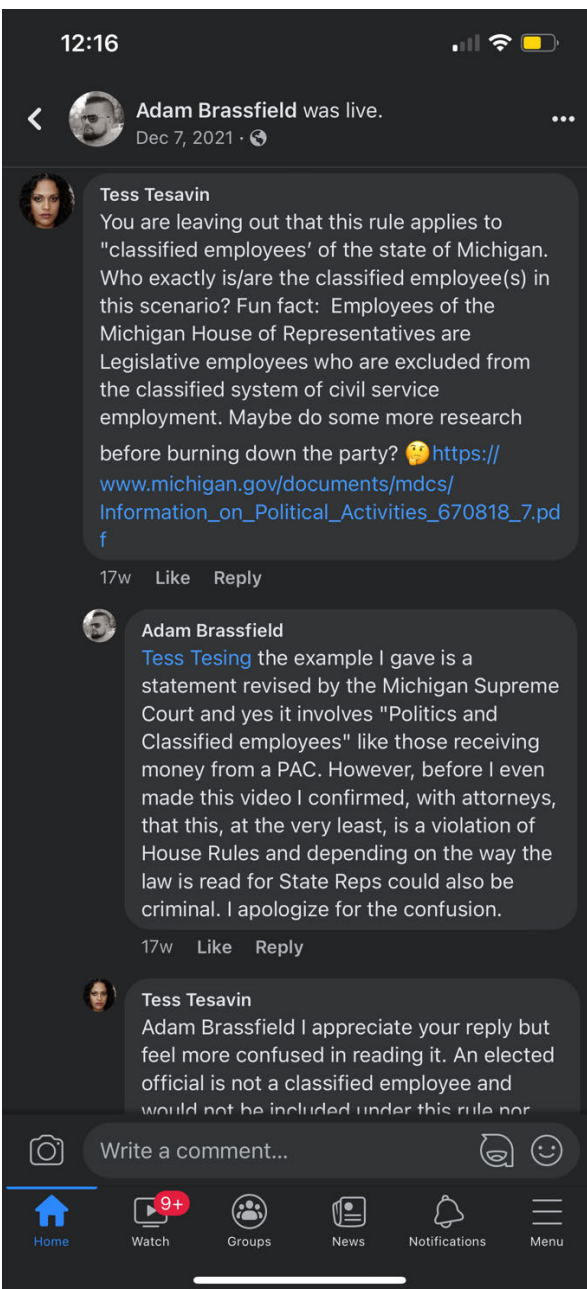 12:16
Adam Brassfield was live.
Dec 7, 2021 ·
Tess Tesavin
You are leaving out that this rule applies to
"classified employees’ of the state of Michigan.
Who exactly is/are the classified employee(s) in
this scenario? Fun fact:  Employees of the
Michigan House of Representatives are
Legislative employees who are excluded from
the classified system of civil service
employment. Maybe do some more research
before burning down the party? 🤔https://
www.michigan.gov/documents/mdcs/
Information_on_Political_Activities_670818_7.pd
f
17w Like Reply
Adam Brassfield
Tess Tesing the example I gave is a
statement revised by the Michigan Supreme
Court and yes it involves "Politics and
Classified employees" like those receiving
money from a PAC. However, before I even
made this video I confirmed, with attorneys,
that this, at the very least, is a violation of
House Rules and depending on the way the
law is read for State Reps could also be
criminal. I apologize for the confusion.
17w Like Reply
Tess Tesavin
Adam Brassfield I appreciate your reply but
feel more confused in reading it. An elected
official is not a classified employee and
would not be included under this rule nor
Write a comment...
9+
Home Watch Groups News Notifications Menu